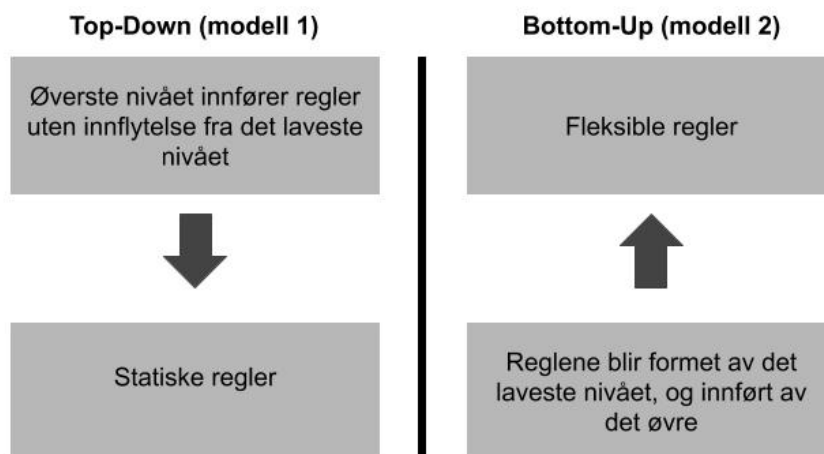 Top-Down (modell 1)
Øverste nivået innfører regler
uten innflytelse fra det laveste
nivået
Statiske regler
Bottom-Up (modell 2)
Fleksible regler
Reglene blir formet av det
laveste nivået, og innført av
det øvre